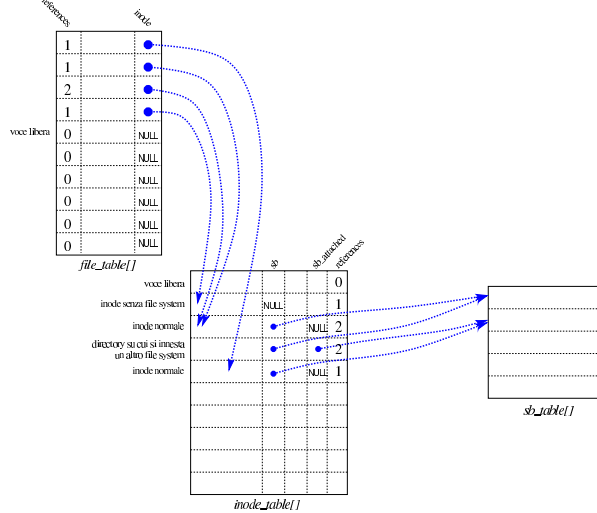 references inode
1
1
2
1
voce libera 0 NULL
0 NULL
0 NULL
0 NULL
0 NULL
0 NULL
file_table[]
sb sb_attached references
voce libera 0
inode senza file system NULL 1
inode normale NULL 2
directory su cui si innesta
un altro file system 2
inode normale NULL 1
inode_table[]
sb_table[]